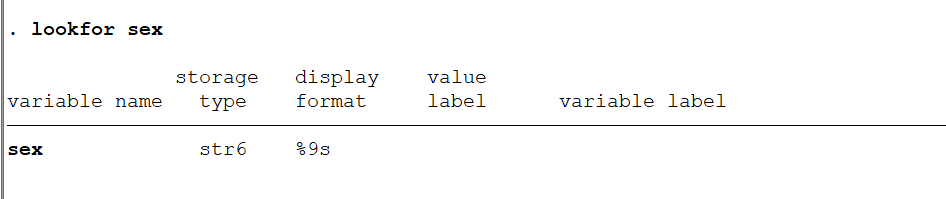 . lookfor sex
storage display value
variable name type format label variable label
sex str6 %9s